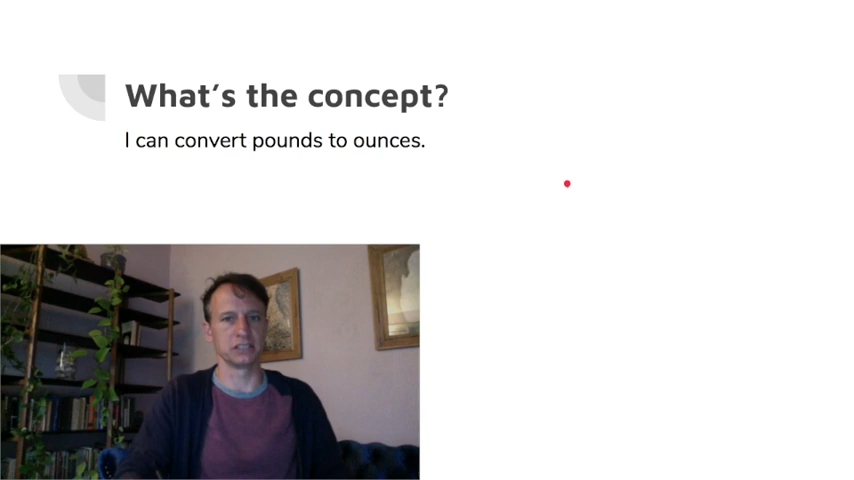 What's the concept?
I can convert pounds to ounces.